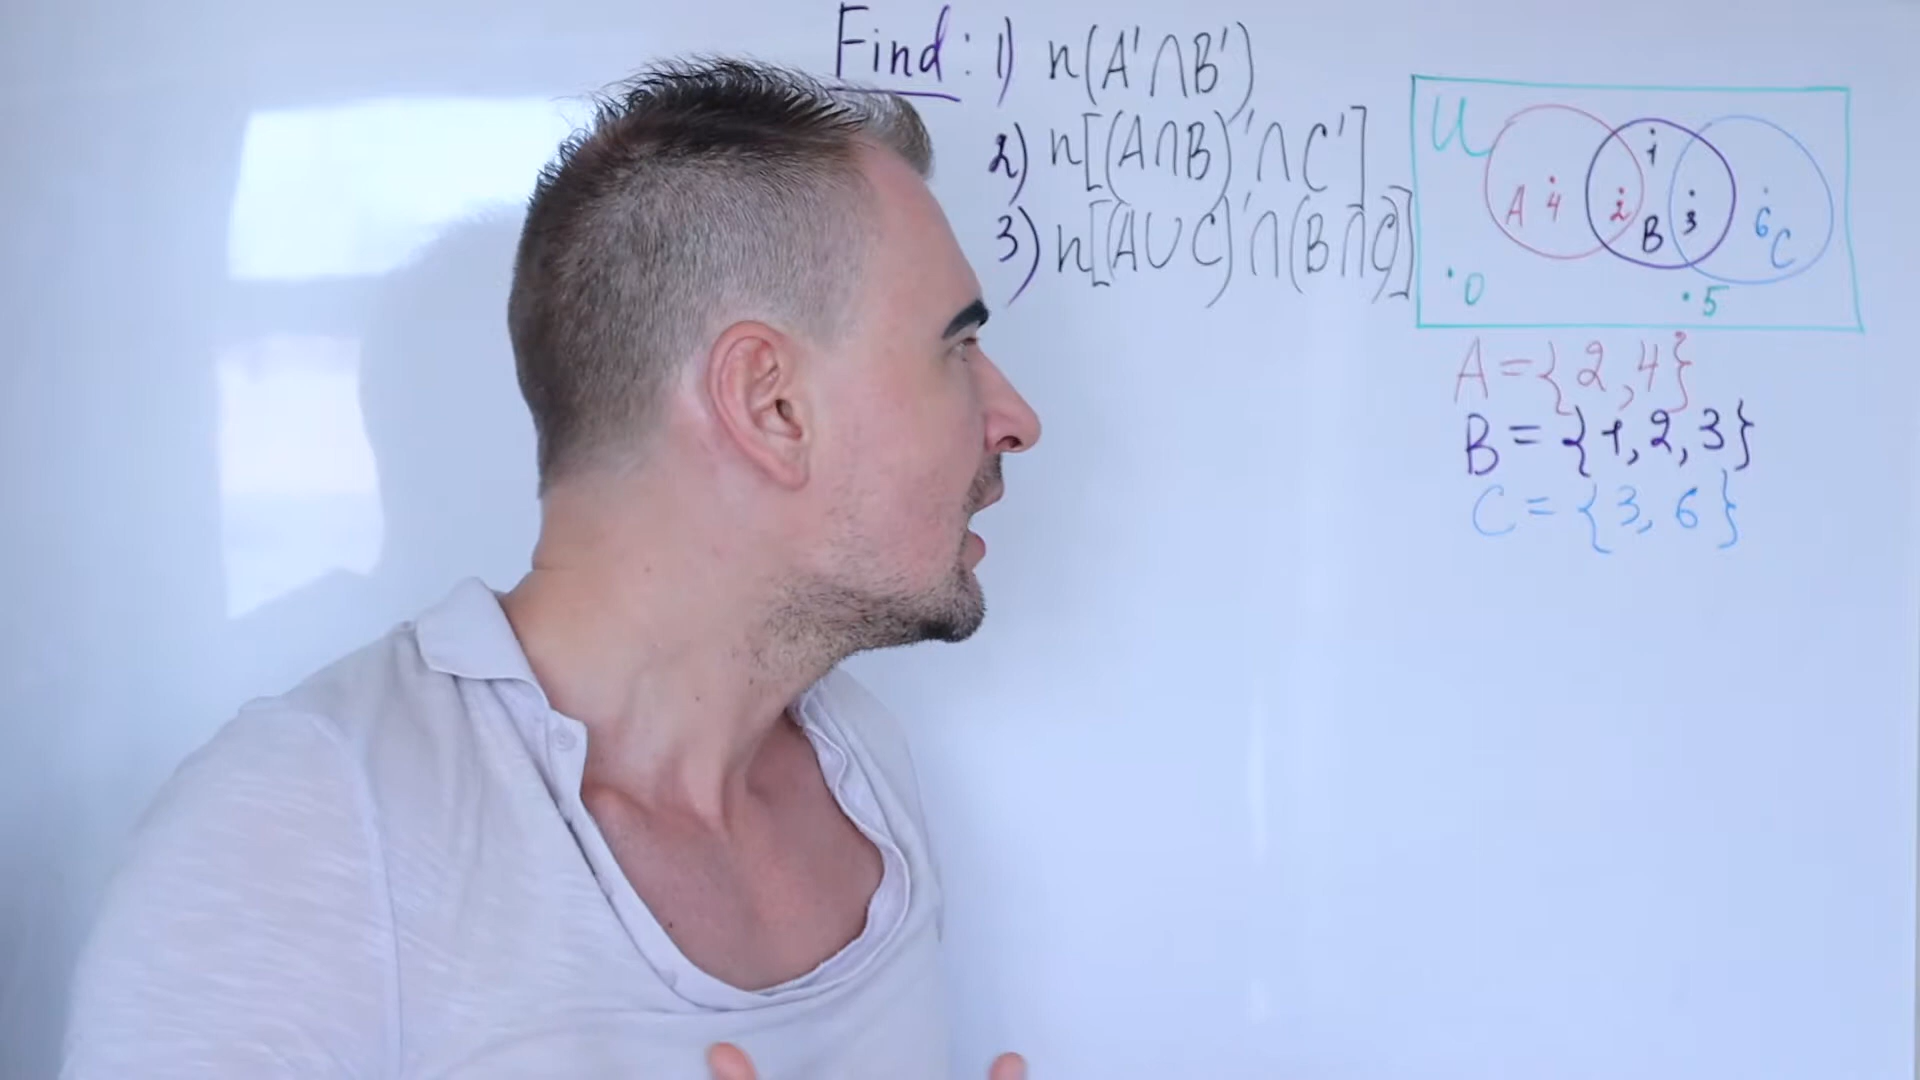 Find: 1) n(A'∩B')
2) n[(A∩B)'∩C']
3) n[(A∪C)'∩(B∩C)]
U
A 4 2 1 B 3 6 C
.0 .5
A={2,4}
B={1,2,3}
C={3,6}